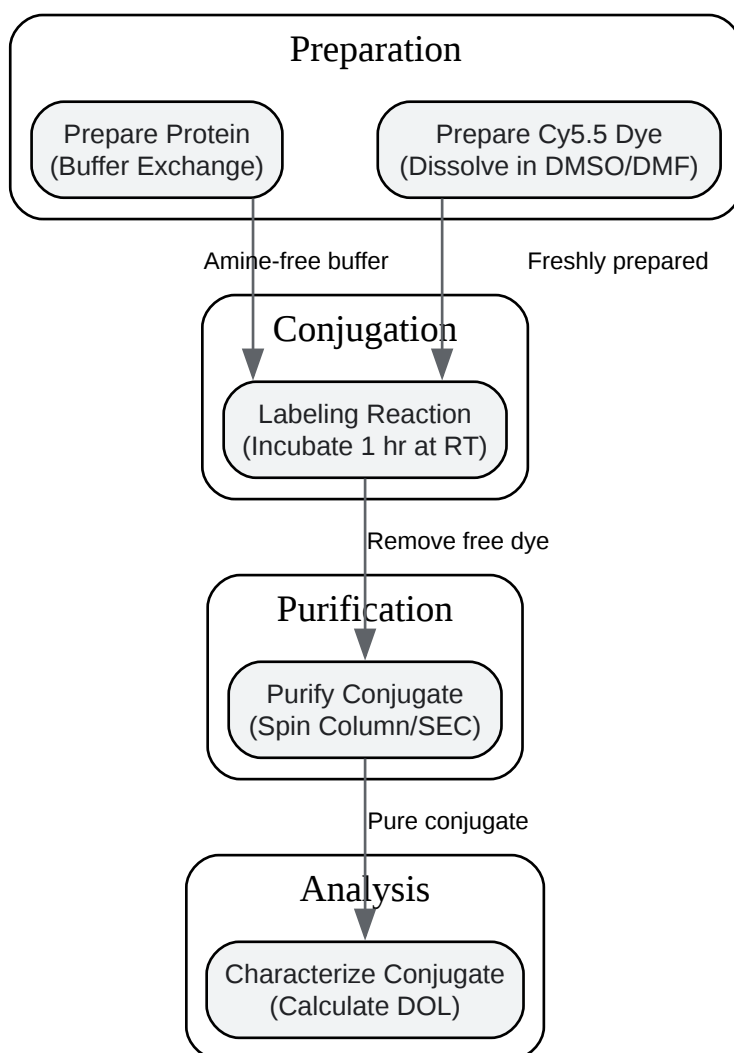 Preparation
Prepare Protein
(Buffer Exchange)
Prepare Cy5.5 Dye
(Dissolve in DMSO/DMF)
Amine-free buffer
Freshly prepared
Conjugation
Labeling Reaction
(Incubate 1 hr at RT)
Remove free dye
Purification
Purify Conjugate
(Spin Column/SEC)
Pure conjugate
Analysis
Characterize Conjugate
(Calculate DOL)